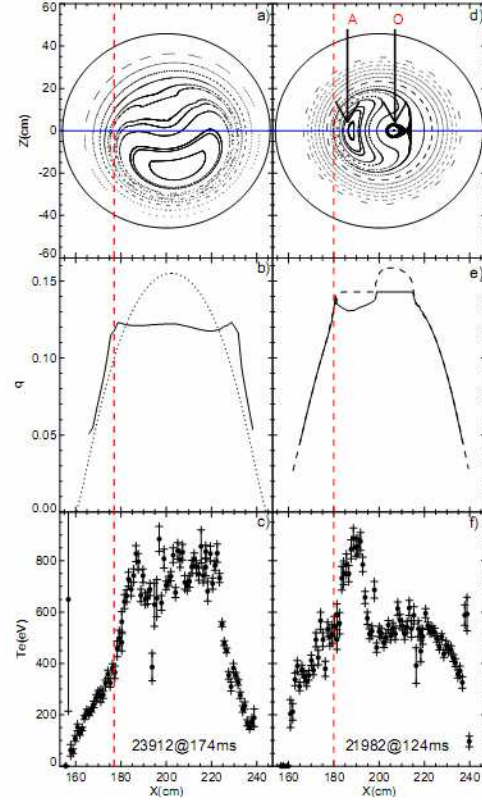 a)
d)
A
O
60
40
20
0
-20
-40
-60
Z(cm)
b)
e)
0.15
0.10
0.05
0.00
q
c)
f)
800
600
400
200
0
Te(eV)
23912@174ms
21982@124ms
160 180 200 220 240
160 180 200 220 240
X(cm)
X(cm)